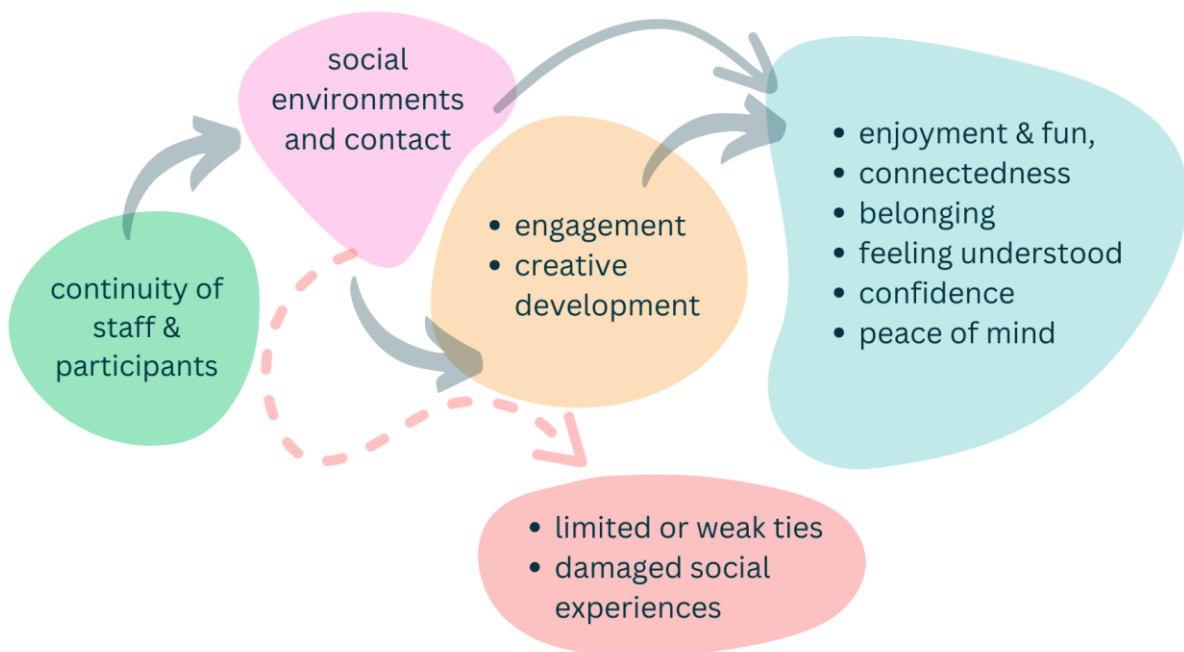 social
environments
and contact
continuity of
staff &
participants
• engagement
• creative
development
• enjoyment & fun,
• connectedness
• belonging
• feeling understood
• confidence
• peace of mind
• limited or weak ties
• damaged social
experiences